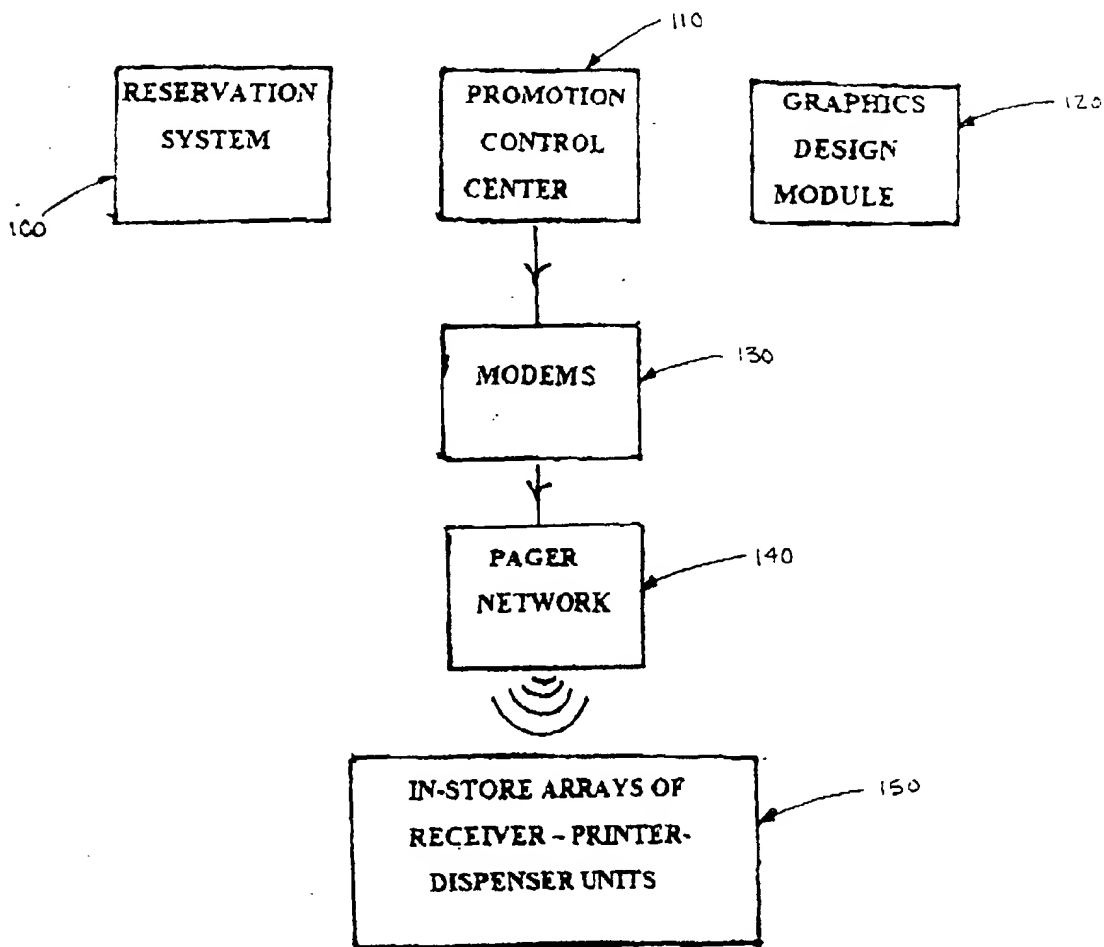 110
RESERVATION
SYSTEM
100
PROMOTION
CONTROL
CENTER
GRAPHICS
DESIGN
MODULE
120
MODEMS
130
PAGER
NETWORK
140
IN-STORE ARRAYS OF
RECEIVER - PRINTER-
DISPENSER UNITS
150